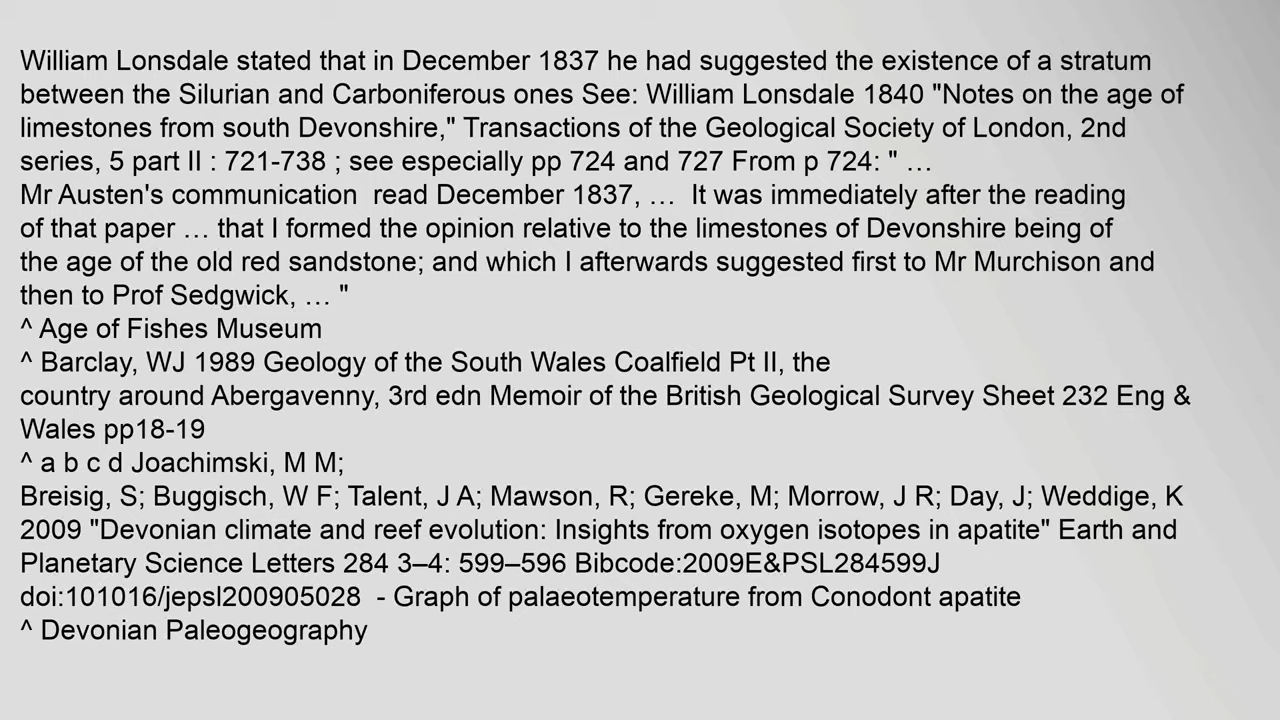 William Lonsdale stated that in December 1837 he had suggested the existence of a stratum
between the Silurian and Carboniferous ones See: William Lonsdale 1840 "Notes on the age of
limestones from south Devonshire," Transactions of the Geological Society of London, 2nd
series, 5 part II : 721-738 ; see especially pp 724 and 727 From p 724: " …
Mr Austen's communication  read December 1837, …  It was immediately after the reading
of that paper … that I formed the opinion relative to the limestones of Devonshire being of
the age of the old red sandstone; and which I afterwards suggested first to Mr Murchison and
then to Prof Sedgwick, … "
^ Age of Fishes Museum
^ Barclay, WJ 1989 Geology of the South Wales Coalfield Pt II, the
country around Abergavenny, 3rd edn Memoir of the British Geological Survey Sheet 232 Eng &
Wales pp18-19
^ a b c d Joachimski, M M;
Breisig, S; Buggisch, W F; Talent, J A; Mawson, R; Gereke, M; Morrow, J R; Day, J; Weddige, K
2009 "Devonian climate and reef evolution: Insights from oxygen isotopes in apatite" Earth and
Planetary Science Letters 284 3–4: 599–596 Bibcode:2009E&PSL284599J
doi:101016/jepsl200905028  - Graph of palaeotemperature from Conodont apatite
^ Devonian Paleogeography